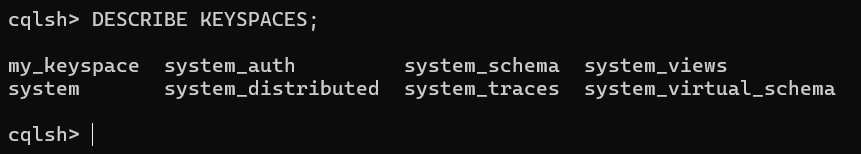 cqlsh> DESCRIBE KEYSPACES;
my_keyspace  system_auth         system_schema  system_views
system       system_distributed  system_traces  system_virtual_schema
cqlsh>